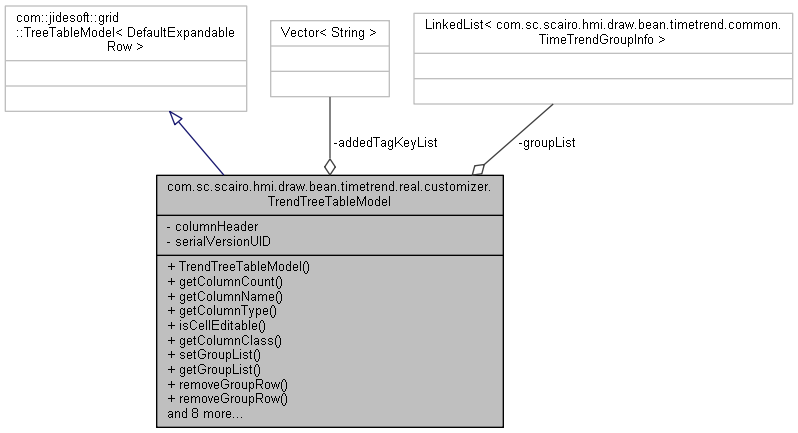 com::jidesoft::grid
::TreeTableModel< DefaultExpandable
Row >
Vector< String >
LinkedList< com.sc.scairo.hmi.draw.bean.timetrend.common.
TimeTrendGroupInfo >
-addedTagKeyList
-groupList
com.sc.scairo.hmi.draw.bean.timetrend.real.customizer.
TrendTreeTableModel
- columnHeader
- serialVersionUID
+ TrendTreeTableModel()
+ getColumnCount()
+ getColumnName()
+ getColumnType()
+ isCellEditable()
+ getColumnClass()
+ setGroupList()
+ getGroupList()
+ removeGroupRow()
+ removeGroupRow()
and 8 more...